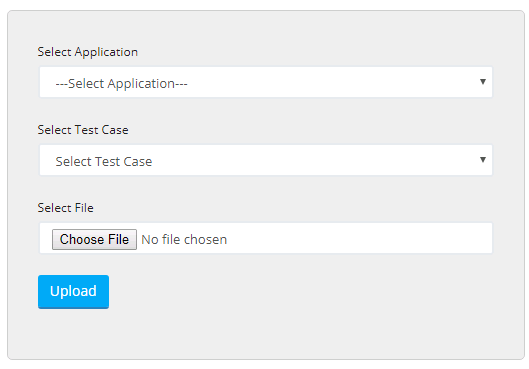 Select Application
---Select Application---
Select Test Case
Select Test Case
Select File
Choose File No file chosen
Upload